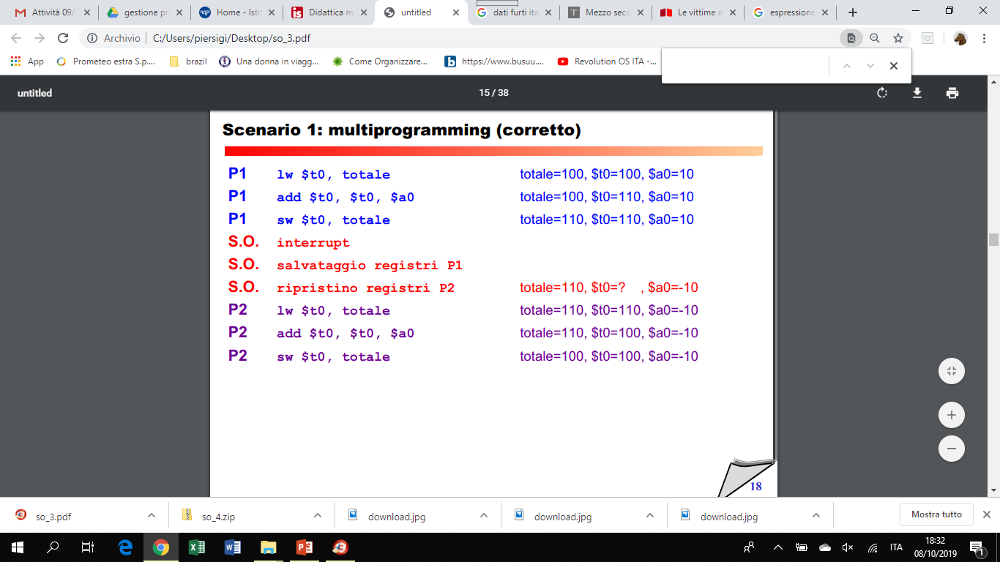 Attività 09/
gestione pr
Home - Isti
Didattica m
untitled
dati furti ita
Mezzo seco
Le vittime d
espressione
Archivio | C:/Users/piersigi/Desktop/so_3.pdf
App Prometeo estra S.p.... brazil Una donna in viagg... Come Organizzare... https://www.busuu.... Revolution OS ITA -...
untitled 15 / 38
Scenario 1: multiprogramming (corretto)
P1 lw $t0, totale totale=100, $t0=100, $a0=10
P1 add $t0, $t0, $a0 totale=100, $t0=110, $a0=10
P1 sw $t0, totale totale=110, $t0=110, $a0=10
S.O. interrupt
S.O. salvataggio registri P1
S.O. ripristino registri P2 totale=110, $t0=? , $a0=-10
P2 lw $t0, totale totale=110, $t0=110, $a0=-10
P2 add $t0, $t0, $a0 totale=110, $t0=100, $a0=-10
P2 sw $t0, totale totale=100, $t0=100, $a0=-10
18
so_3.pdf so_4.zip download.jpg download.jpg download.jpg Mostra tutto
ITA
18:32
08/10/2019
1